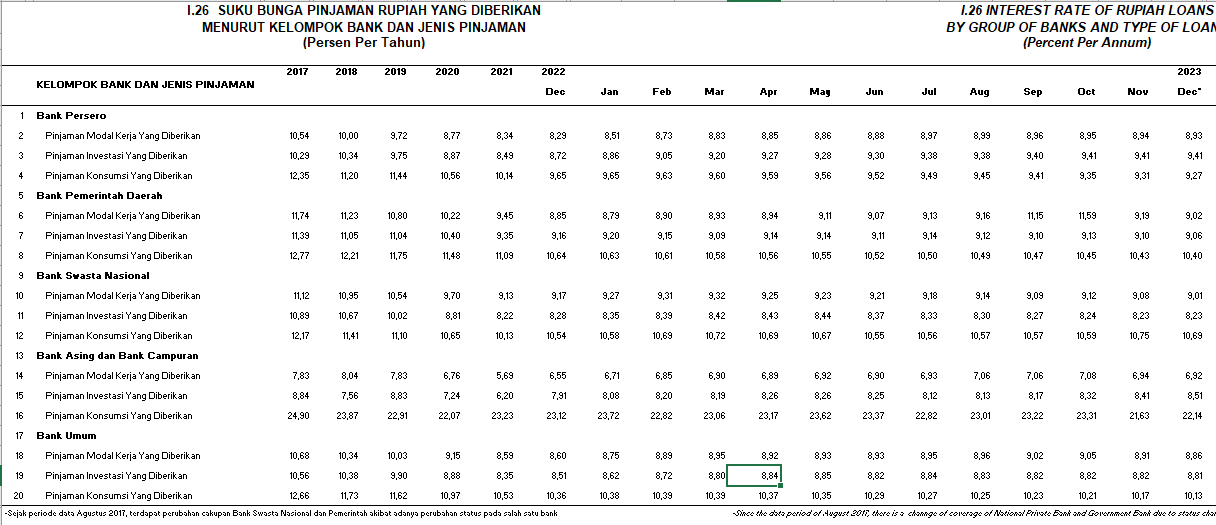 I.26 SUKU BUNGA PINJAMAN RUPIAH YANG DIBERIKAN I.26 INTEREST RATE OF RUPIAH LOANS
MENURUT KELOMPOK BANK DAN JENIS PINJAMAN BY GROUP OF BANKS AND TYPE OF LOAN
(Persen Per Tahun) (Percent Per Annum)
2017 2018 2019 2020 2021 2022 2023
KELOMPOK BANK DAN JENIS PINJAMAN
Dec Jan Feb Mar Apr May Jun Jul Aug Sep Oct Nov Dec*
1 Bank Persero
2 Pinjaman Modal Kerja Yang Diberikan 10,54 10,00 9,72 8,77 8,34 8,29 8,51 8,73 8,83 8,85 8,86 8,88 8,97 8,99 8,96 8,95 8,94 8,93
3 Pinjaman Investasi Yang Diberikan 10,29 10,34 9,75 8,87 8,49 8,72 8,86 9,05 9,20 9,27 9,28 9,30 9,38 9,38 9,40 9,41 9,41 9,41
4 Pinjaman Konsumsi Yang Diberikan 12,35 11,20 11,44 10,56 10,14 9,65 9,65 9,63 9,60 9,59 9,56 9,52 9,49 9,45 9,41 9,35 9,31 9,27
5 Bank Pemerintah Daerah
6 Pinjaman Modal Kerja Yang Diberikan 11,74 11,23 10,80 10,22 9,45 8,85 8,79 8,90 8,93 8,94 9,11 9,07 9,13 9,16 11,15 11,59 9,19 9,02
7 Pinjaman Investasi Yang Diberikan 11,39 11,05 11,04 10,40 9,35 9,16 9,20 9,15 9,09 9,14 9,14 9,11 9,14 9,12 9,10 9,13 9,10 9,06
8 Pinjaman Konsumsi Yang Diberikan 12,77 12,21 11,75 11,48 11,09 10,64 10,63 10,61 10,58 10,56 10,55 10,52 10,50 10,49 10,47 10,45 10,43 10,40
9 Bank Swasta Nasional
10 Pinjaman Modal Kerja Yang Diberikan 11,12 10,95 10,54 9,70 9,13 9,17 9,27 9,31 9,32 9,25 9,23 9,21 9,18 9,14 9,09 9,12 9,08 9,01
11 Pinjaman Investasi Yang Diberikan 10,89 10,67 10,02 8,81 8,22 8,28 8,35 8,39 8,42 8,43 8,44 8,37 8,33 8,30 8,27 8,24 8,23 8,23
12 Pinjaman Konsumsi Yang Diberikan 12,17 11,41 11,10 10,65 10,13 10,54 10,58 10,69 10,72 10,69 10,67 10,55 10,56 10,57 10,57 10,59 10,75 10,69
13 Bank Asing dan Bank Campuran
14 Pinjaman Modal Kerja Yang Diberikan 7,83 8,04 7,83 6,76 5,69 6,55 6,71 6,85 6,90 6,89 6,92 6,90 6,93 7,06 7,06 7,08 6,94 6,92
15 Pinjaman Investasi Yang Diberikan 8,84 7,56 8,83 7,24 6,20 7,91 8,08 8,20 8,19 8,26 8,26 8,25 8,12 8,13 8,17 8,32 8,41 8,51
16 Pinjaman Konsumsi Yang Diberikan 24,90 23,87 22,91 22,07 23,23 23,12 23,72 22,82 23,06 23,17 23,62 23,37 22,82 23,01 23,22 23,31 21,63 22,14
17 Bank Umum
18 Pinjaman Modal Kerja Yang Diberikan 10,68 10,34 10,03 9,15 8,59 8,60 8,75 8,89 8,95 8,92 8,93 8,93 8,95 8,96 9,02 9,05 8,91 8,86
19 Pinjaman Investasi Yang Diberikan 10,56 10,38 9,90 8,88 8,35 8,51 8,62 8,72 8,80 8,84 8,85 8,82 8,84 8,83 8,82 8,82 8,82 8,81
20 Pinjaman Konsumsi Yang Diberikan 12,66 11,73 11,62 10,97 10,53 10,36 10,38 10,39 10,39 10,37 10,35 10,29 10,27 10,25 10,23 10,21 10,17 10,13
-Sejak periode data Agustus 2017, terdapat perubahan cakupan Bank Swasta Nasional dan Pemerintah akibat adanya perubahan status pada salah satu bank -Since the data period of August 2017, there is a channge of coverage of National Private Bank and Government Bank due to status chan